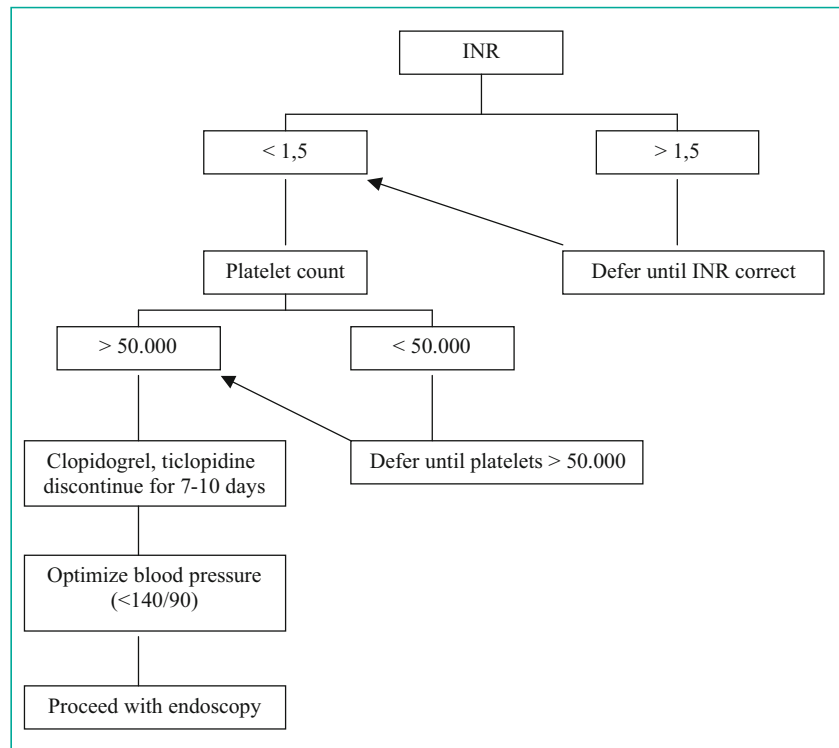 INR
< 1,5
> 1,5
Platelet count
Defer until INR correct
> 50.000
< 50.000
Clopidogrel, ticlopidine
discontinue for 7-10 days
Defer until platelets > 50.000
Optimize blood pressure
(<140/90)
Proceed with endoscopy